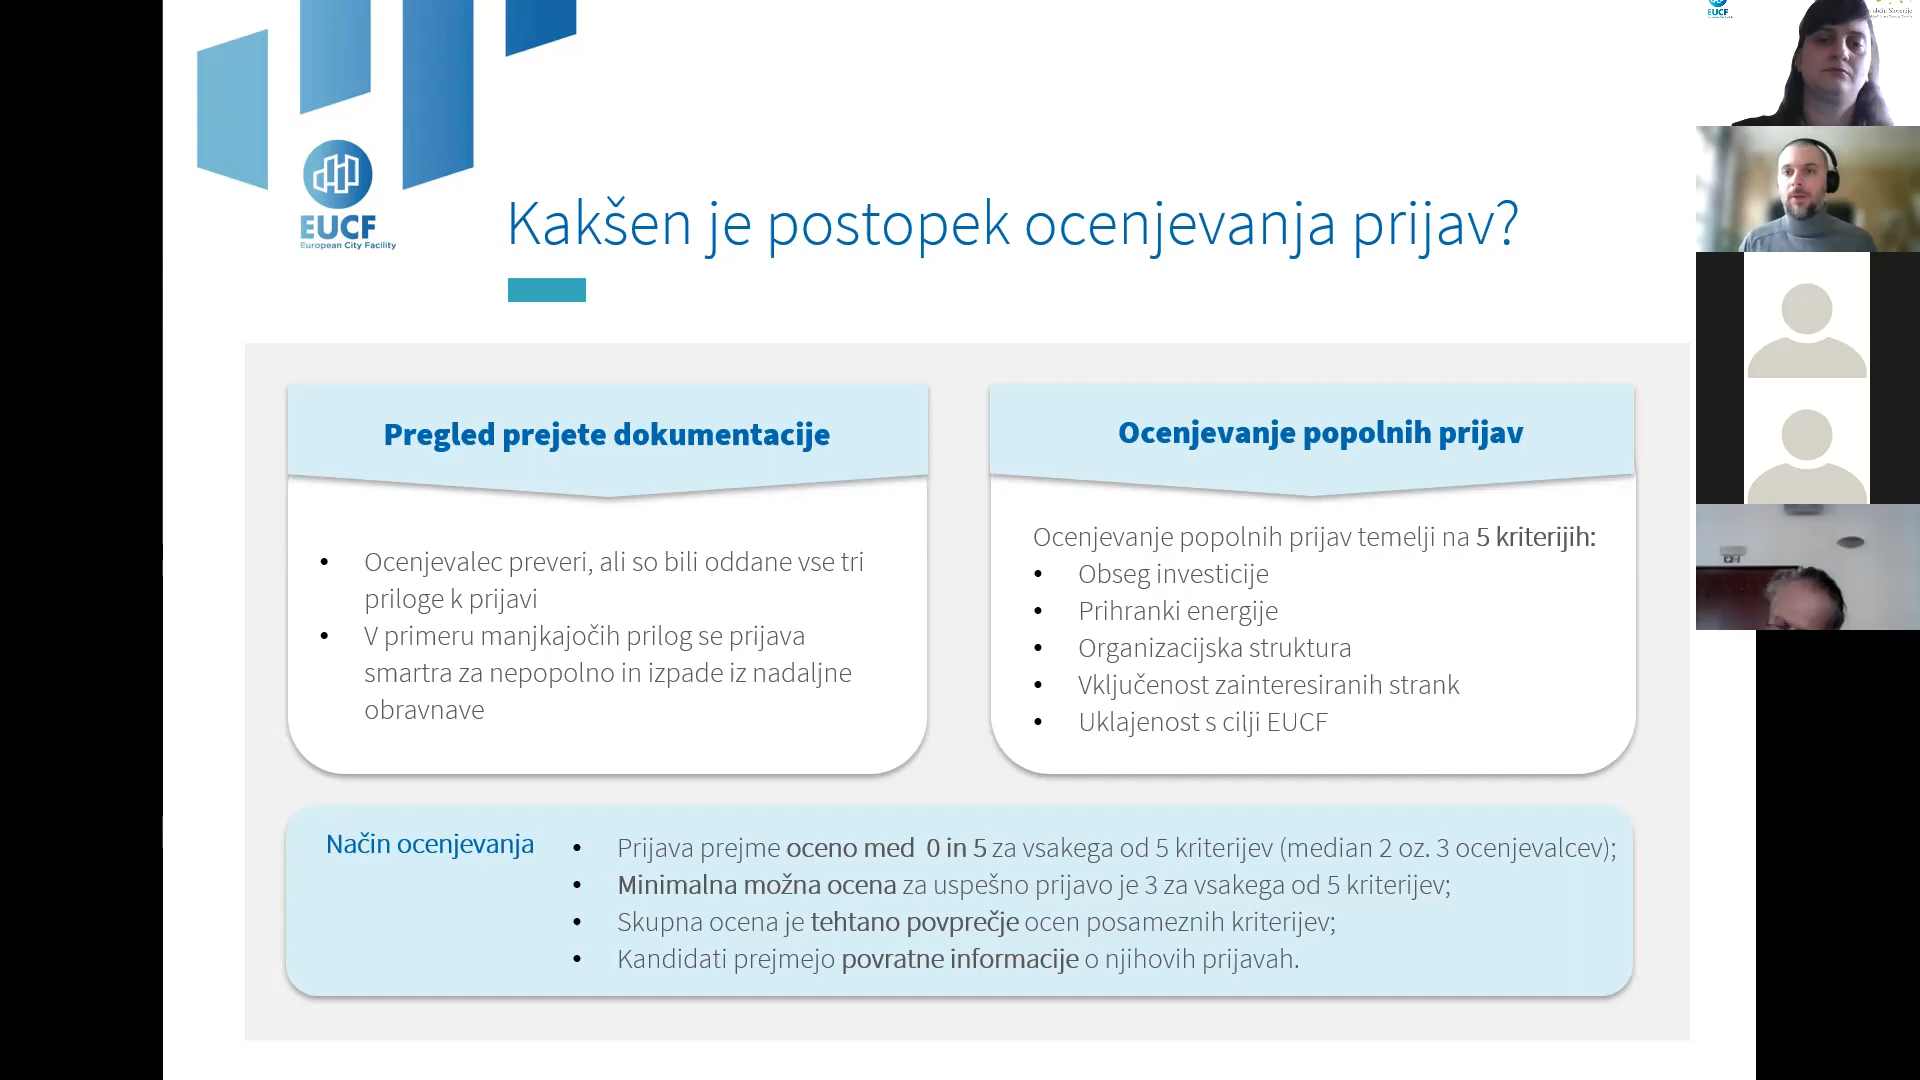 EUCF
European City Facility
Kakšen je postopek ocenjevanja prijav?
Pregled prejete dokumentacije
• Ocenjevalec preveri, ali so bili oddane vse tri
priloge k prijavi
• V primeru manjkajočih prilog se prijava
smartra za nepopolno in izpade iz nadaljne
obravnave
Ocenjevanje popolnih prijav
Ocenjevanje popolnih prijav temelji na 5 kriterijih:
• Obseg investicije
• Prihranki energije
• Organizacijska struktura
• Vključenost zainteresiranih strank
• Uklajenost s cilji EUCF
Način ocenjevanja
• Prijava prejme oceno med 0 in 5 za vsakega od 5 kriterijev (median 2 oz. 3 ocenjevalcev);
• Minimalna možna ocena za uspešno prijavo je 3 za vsakega od 5 kriterijev;
• Skupna ocena je tehtano povprečje ocen posameznih kriterijev;
• Kandidati prejmejo povratne informacije o njihovih prijavah.
EUCF
občin Slovenije